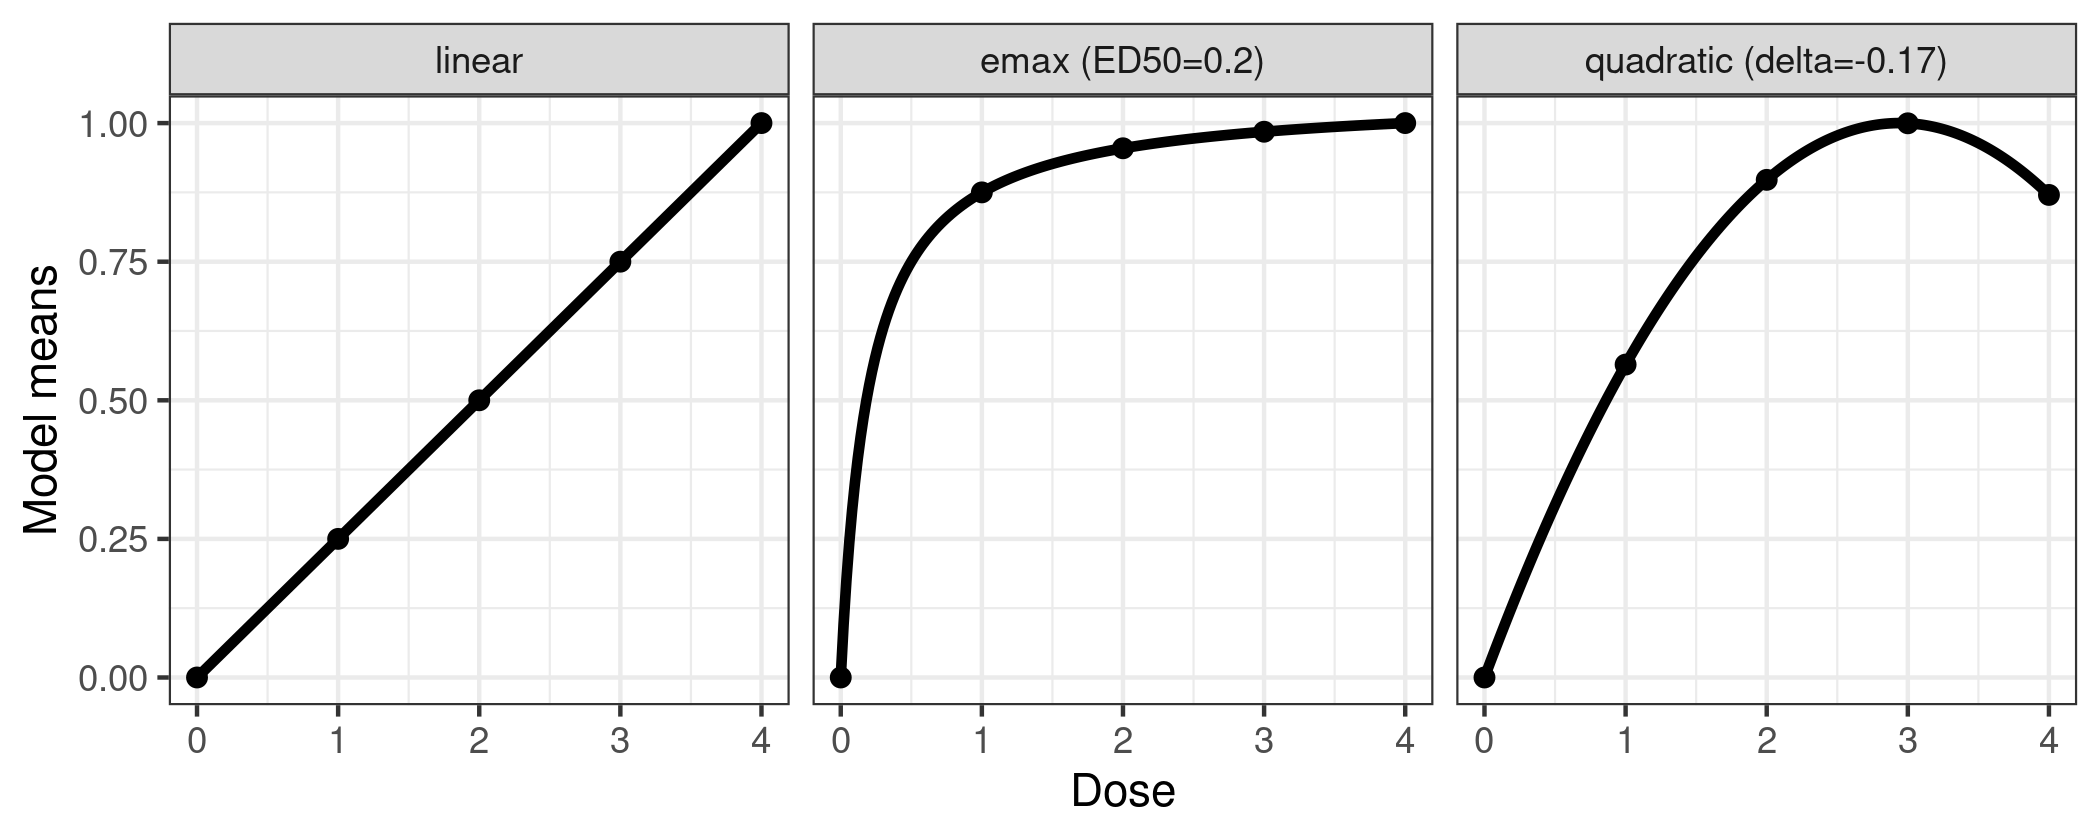 linear
emax (ED50=0.2)
quadratic (delta=-0.17)
Model means
1.00
0.75
0.50
0.25
0.00
0 1 2 3 4
0 1 2 3 4
0 1 2 3 4
Dose